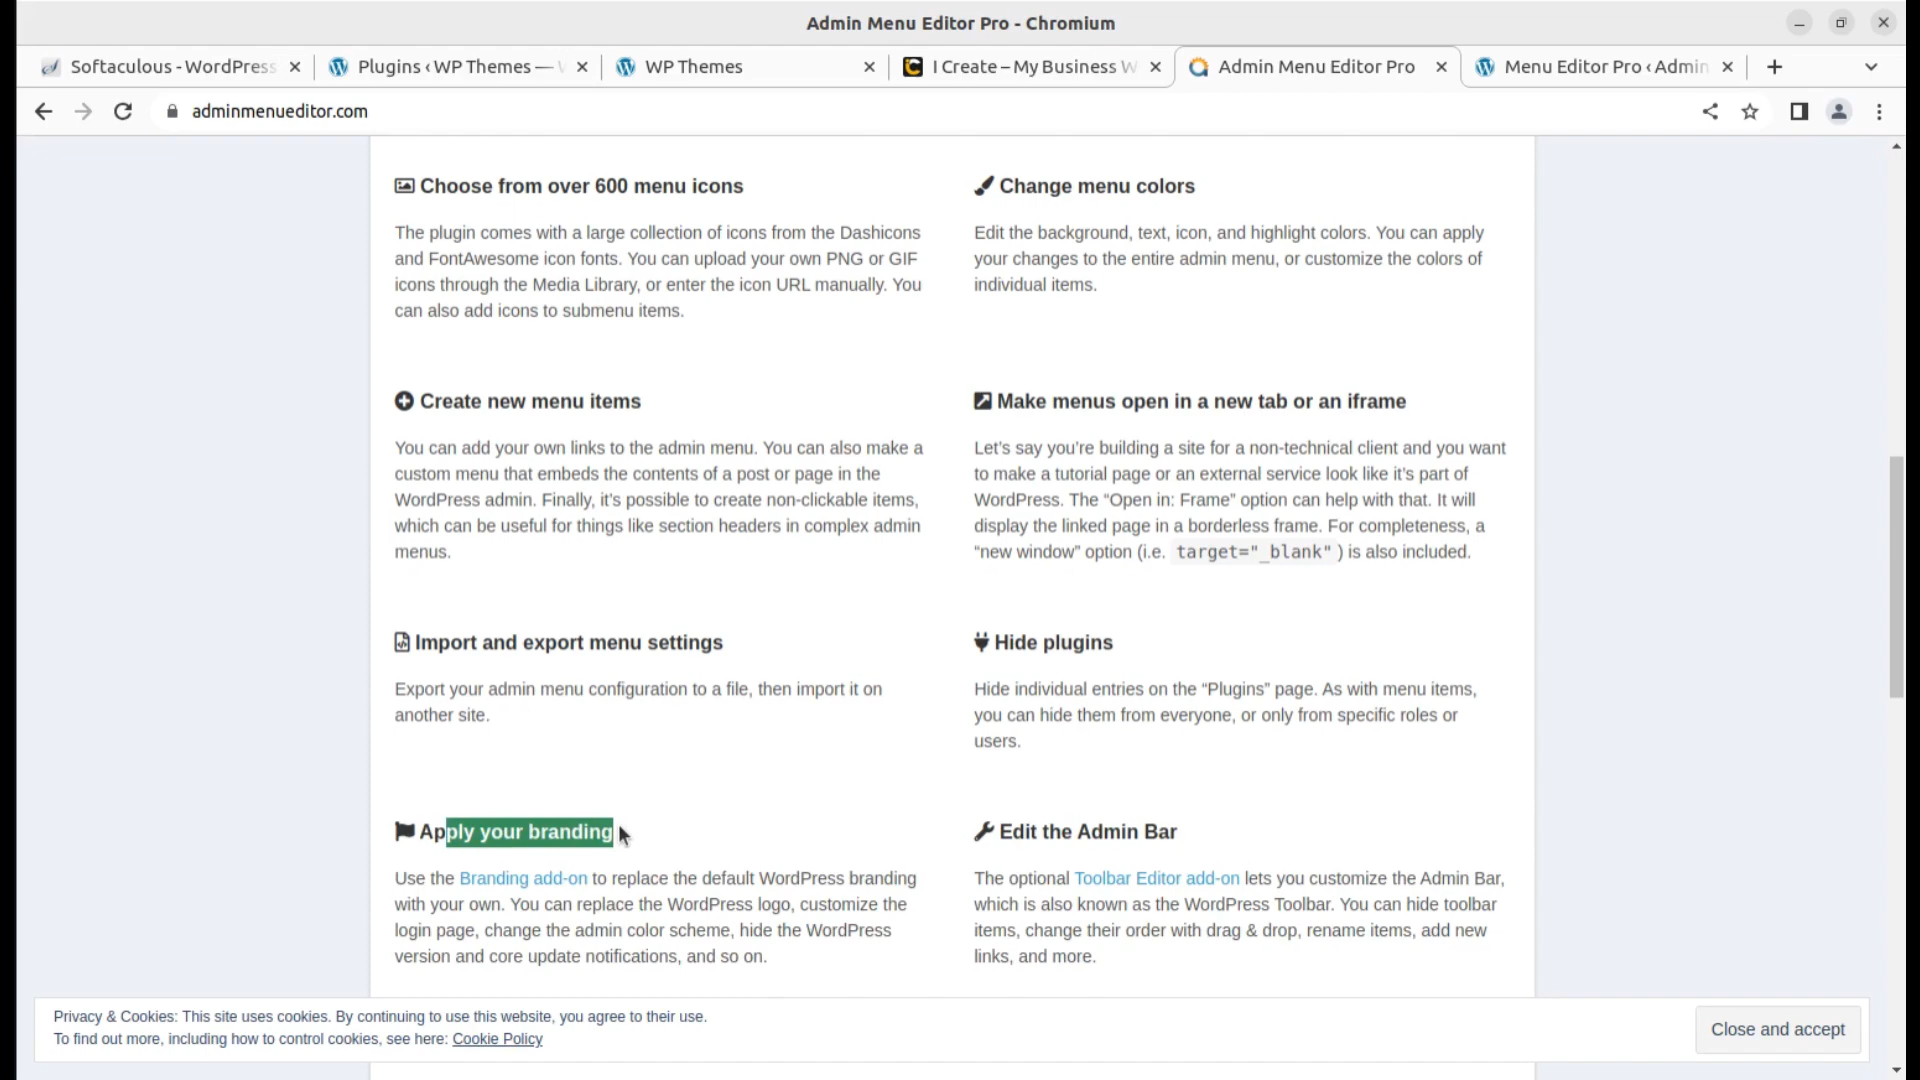 Admin Menu Editor Pro - Chromium
Softaculous - WordPress
Plugins ‹ WP Themes —
WP Themes
I Create – My Business W
Admin Menu Editor Pro
Menu Editor Pro ‹ Admin
adminmenueditor.com
Choose from over 600 menu icons
The plugin comes with a large collection of icons from the Dashicons
and FontAwesome icon fonts. You can upload your own PNG or GIF
icons through the Media Library, or enter the icon URL manually. You
can also add icons to submenu items.
Change menu colors
Edit the background, text, icon, and highlight colors. You can apply
your changes to the entire admin menu, or customize the colors of
individual items.
Create new menu items
You can add your own links to the admin menu. You can also make a
custom menu that embeds the contents of a post or page in the
WordPress admin. Finally, it’s possible to create non-clickable items,
which can be useful for things like section headers in complex admin
menus.
Make menus open in a new tab or an iframe
Let’s say you’re building a site for a non-technical client and you want
to make a tutorial page or an external service look like it’s part of
WordPress. The “Open in: Frame” option can help with that. It will
display the linked page in a borderless frame. For completeness, a
“new window” option (i.e. target="_blank" ) is also included.
Import and export menu settings
Export your admin menu configuration to a file, then import it on
another site.
Hide plugins
Hide individual entries on the “Plugins” page. As with menu items,
you can hide them from everyone, or only from specific roles or
users.
Apply your branding
Use the Branding add-on to replace the default WordPress branding
with your own. You can replace the WordPress logo, customize the
login page, change the admin color scheme, hide the WordPress
version and core update notifications, and so on.
Edit the Admin Bar
The optional Toolbar Editor add-on lets you customize the Admin Bar,
which is also known as the WordPress Toolbar. You can hide toolbar
items, change their order with drag & drop, rename items, add new
links, and more.
Privacy & Cookies: This site uses cookies. By continuing to use this website, you agree to their use.
To find out more, including how to control cookies, see here: Cookie Policy
Close and accept